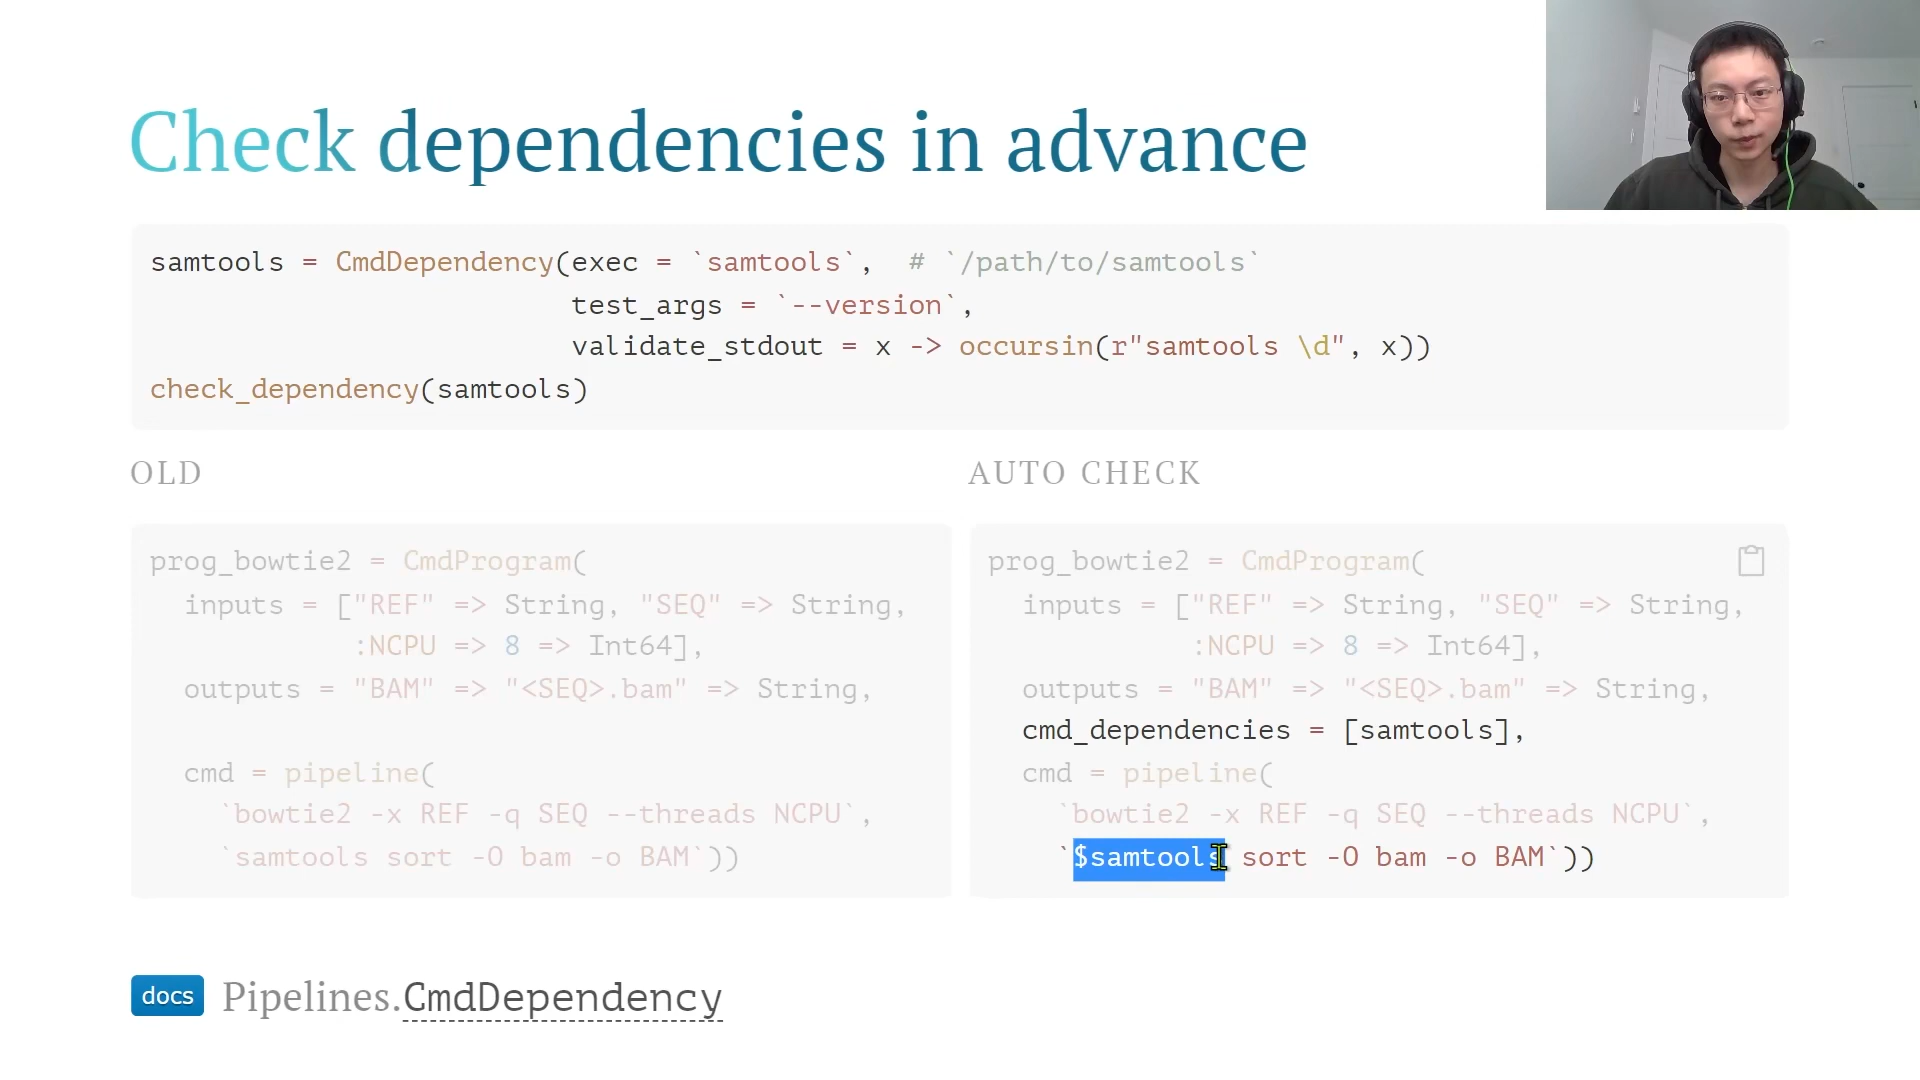 Check dependencies in advance
samtools = CmdDependency(exec = `samtools`,  # `/path/to/samtools`
test_args = `--version`,
validate_stdout = x -> occursin(r"samtools \d", x))
check_dependency(samtools)
OLD
prog_bowtie2 = CmdProgram(
inputs = ["REF" => String, "SEQ" => String,
:NCPU => 8 => Int64],
outputs = "BAM" => "<SEQ>.bam" => String,
cmd = pipeline(
`bowtie2 -x REF -q SEQ --threads NCPU`,
`samtools sort -O bam -o BAM`))
AUTO CHECK
prog_bowtie2 = CmdProgram(
inputs = ["REF" => String, "SEQ" => String,
:NCPU => 8 => Int64],
outputs = "BAM" => "<SEQ>.bam" => String,
cmd_dependencies = [samtools],
cmd = pipeline(
`bowtie2 -x REF -q SEQ --threads NCPU`,
`$samtools sort -O bam -o BAM`))
docs Pipelines.CmdDependency